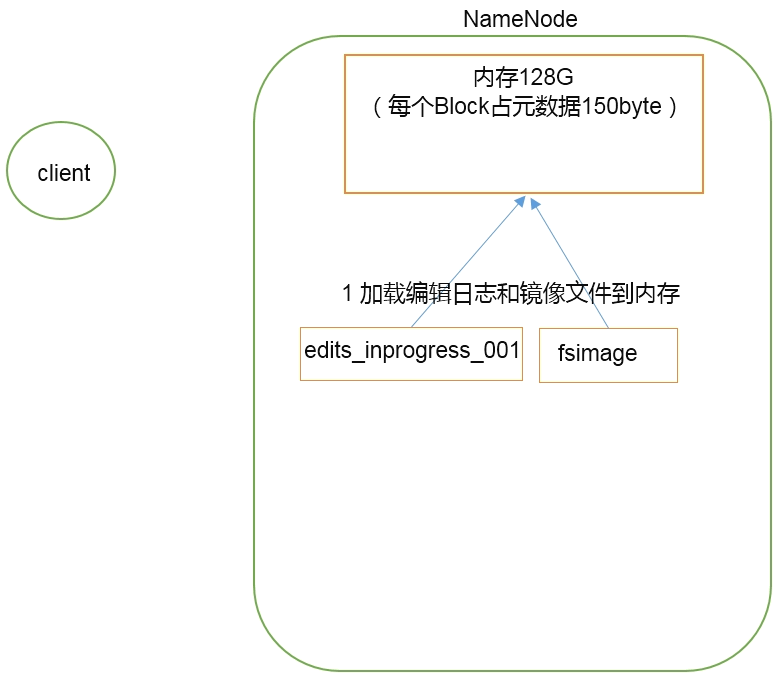 NameNode
内存128G
（每个Block占元数据150byte）
client
1 加载编辑日志和镜像文件到内存
edits_inprogress_001
fsimage